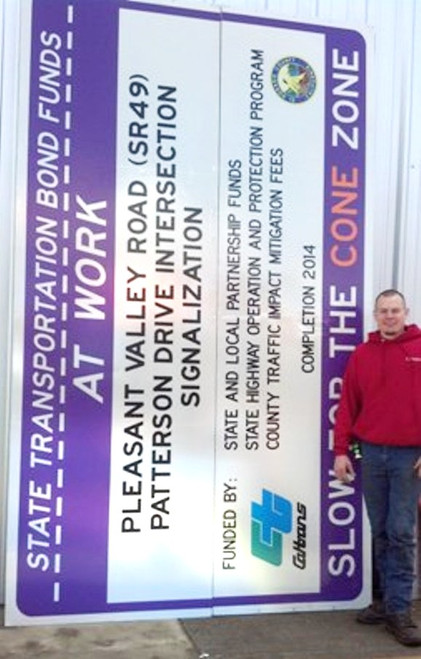 STATE TRANSPORTATION BOND FUNDS
AT WORK
PLEASANT VALLEY ROAD (SR49)
PATTERSON DRIVE INTERSECTION
SIGNALIZATION
FUNDED BY:
STATE AND LOCAL PARTNERSHIP FUNDS
STATE HIGHWAY OPERATION AND PROTECTION PROGRAM
COUNTY TRAFFIC IMPACT MITIGATION FEES
Caltrans
COMPLETION 2014
SLOW FOR THE CONE ZONE